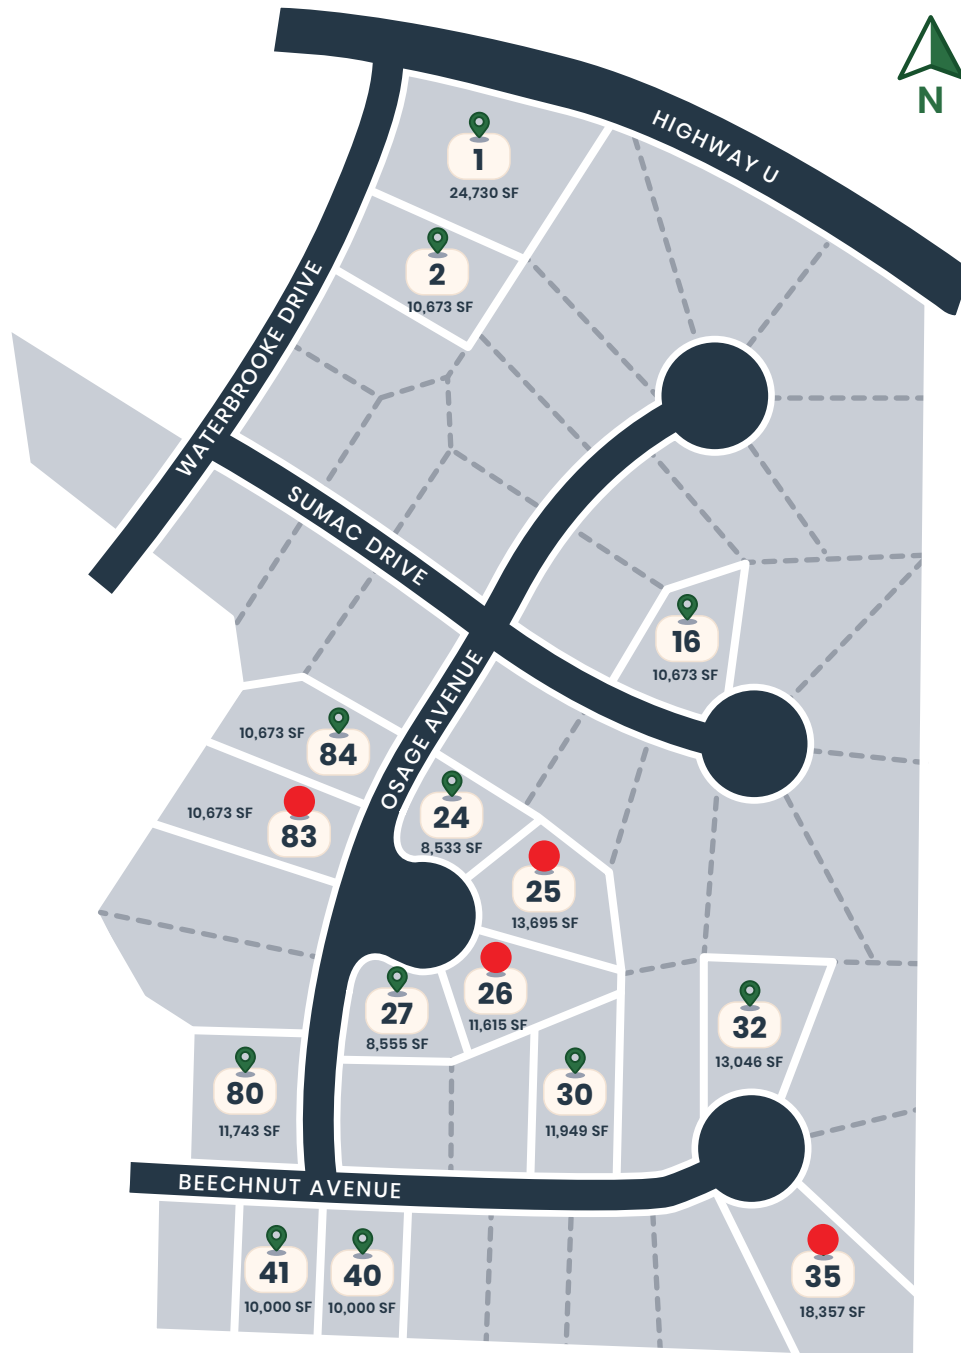 N
HIGHWAY U
1
24,730 SF
2
10,673 SF
WATERBROOKE DRIVE
SUMAC DRIVE
16
10,673 SF
OSAGE AVENUE
10,673 SF
84
10,673 SF
83
24
8,533 SF
25
13,695 SF
26
11,615 SF
27
8,555 SF
32
13,046 SF
80
11,743 SF
30
11,949 SF
BEECHNUT AVENUE
41
10,000 SF
40
10,000 SF
35
18,357 SF